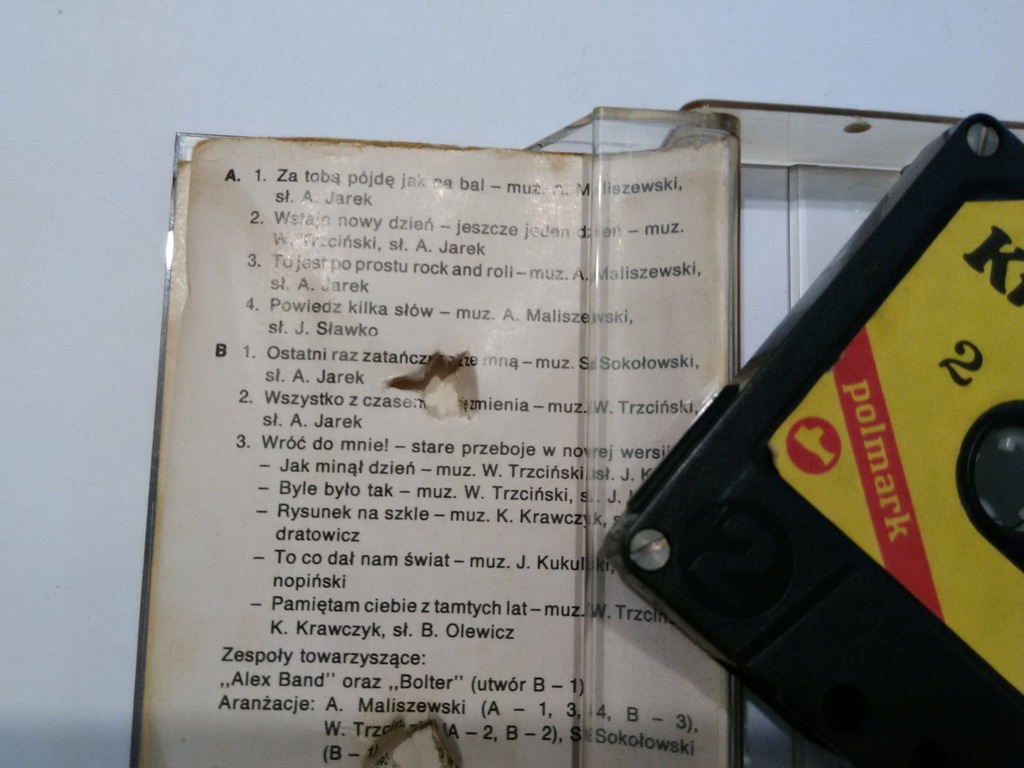 A. 1. Za tobą pójdę jak na bal – muz. A. Maliszewski,
sł. A. Jarek
2. Wstaje nowy dzień – jeszcze jeden dzień – muz.
W. Trzciński, sł. A. Jarek
3. To jest po prostu rock and roll – muz. A. Maliszewski,
sł. A. Jarek
4. Powiedz kilka słów – muz. A. Maliszewski,
sł. J. Sławko
B 1. Ostatni raz zatańcz ze mną – muz. S. Sokołowski,
sł. A. Jarek
2. Wszystko z czasem się zmienia – muz. W. Trzciński,
sł. A. Jarek
3. Wróć do mnie! – stare przeboje w nowej wersji
– Jak minął dzień – muz. W. Trzciński, sł. J.
– Byle było tak – muz. W. Trzciński, s. J.
– Rysunek na szkle – muz. K. Krawczyk,
dratowicz
– To co dał nam świat – muz. J. Kukulski,
nopiński
– Pamiętam ciebie z tamtych lat – muz. W. Trzciń
K. Krawczyk, sł. B. Olewicz
Zespoły towarzyszące:
„Alex Band" oraz „Bolter" (utwór B – 1)
Aranżacje: A. Maliszewski (A – 1, 3, 4, B – 3),
W. Trzciński (A – 2, B – 2), S. Sokołowski
(B – 1)
2
polmark
2